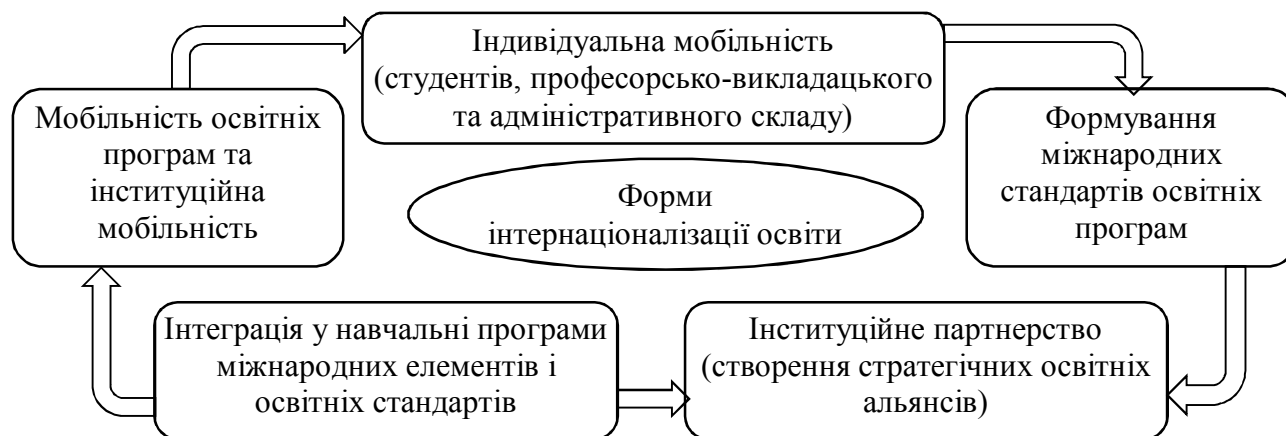 Індивідуальна мобільність
(студентів, професорсько-викладацького
та адміністративного складу)
Мобільність освітніх
програм та
інституційна
мобільність
Формування
міжнародних
стандартів освітніх
програм
Форми
інтернаціоналізації освіти
Інтеграція у навчальні програми
міжнародних елементів і
освітніх стандартів
Інституційне партнерство
(створення стратегічних освітніх
альянсів)